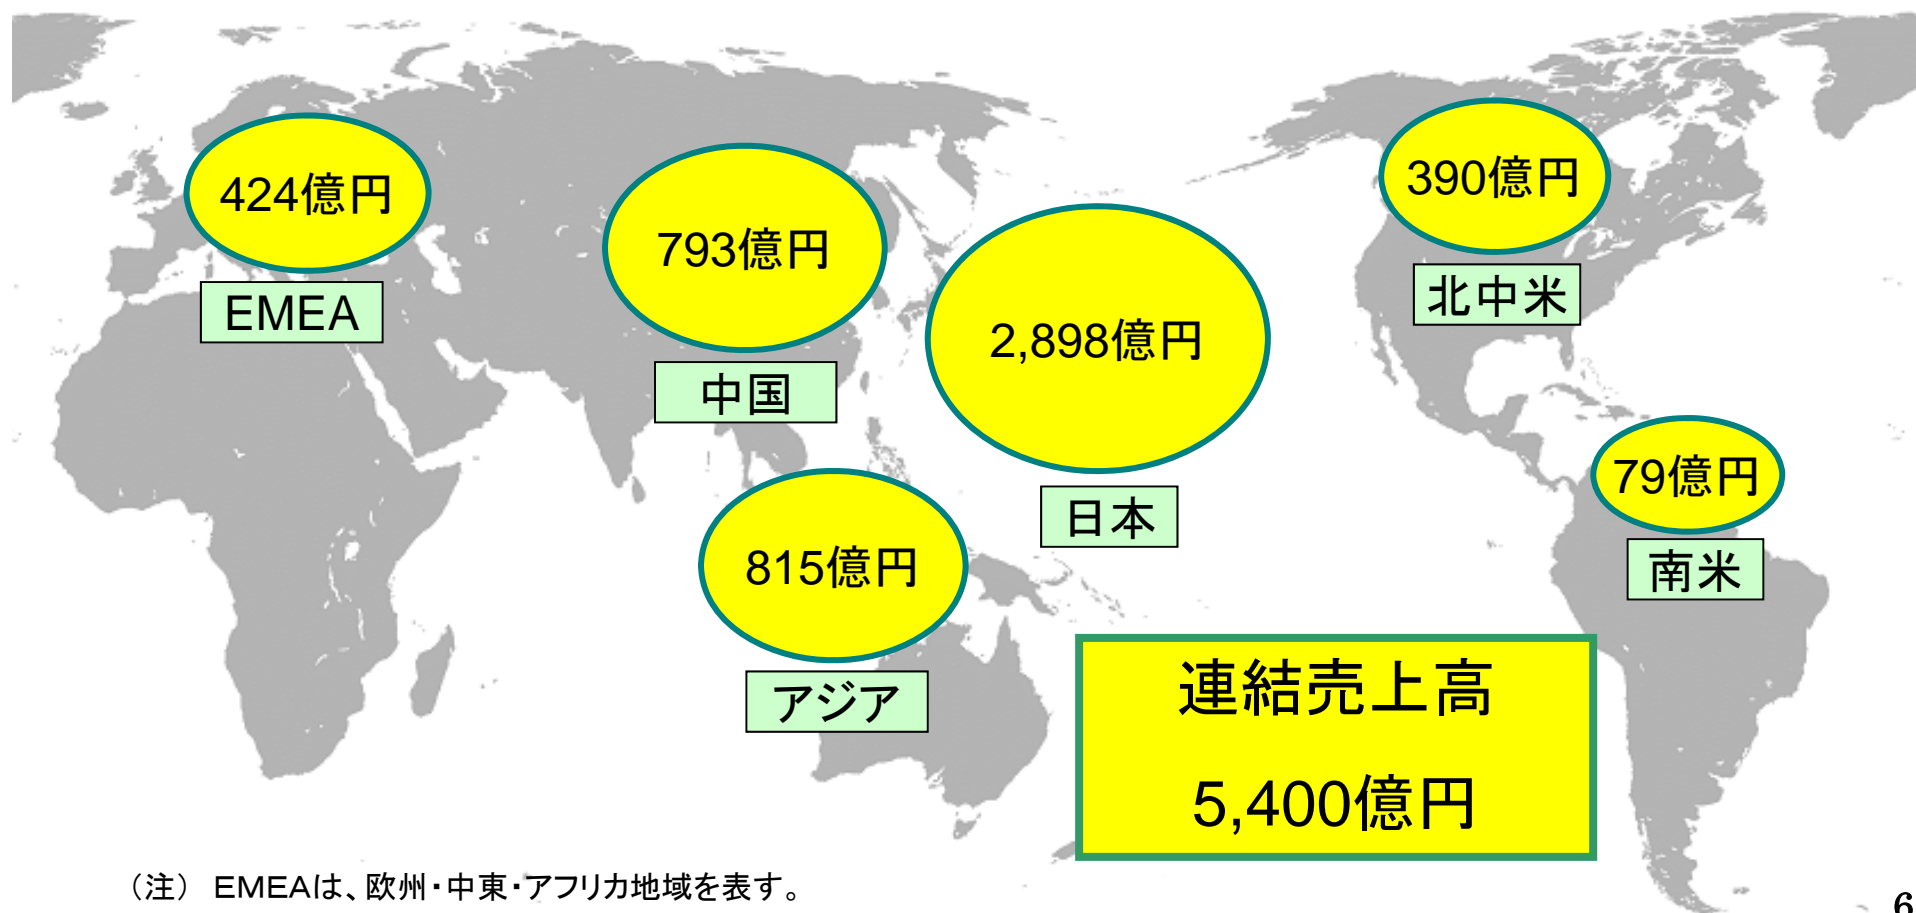 424億円
EMEA
793億円
中国
2,898億円
日本
390億円
北中米
79億円
南米
815億円
アジア
連結売上高
5,400億円
（注） EMEAは、欧州・中東・アフリカ地域を表す。
6